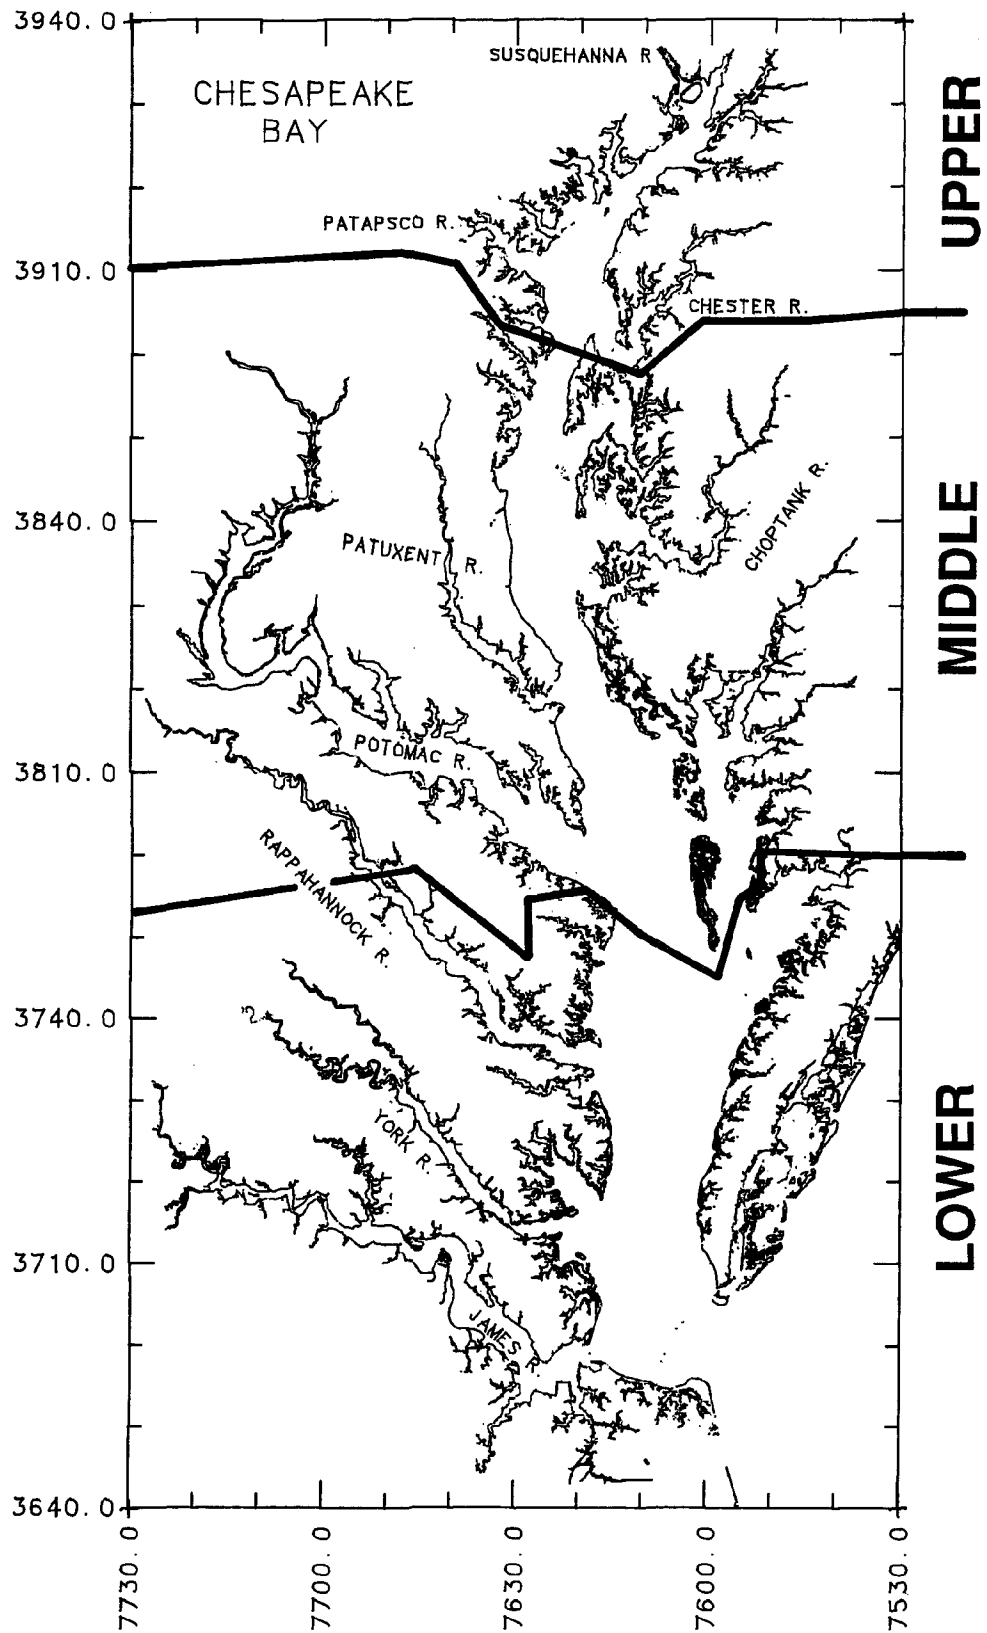 3940.0
SUSQUEHANNA R
CHESAPEAKE
BAY
UPPER
PATAPSCO R.
3910.0
CHESTER R.
3840.0
PATUXENT R.
CHOPTANK R.
MIDDLE
POTOMAC R.
3810.0
RAPPAHANNOCK R.
3740.0
YORK R.
LOWER
3710.0
JAMES R.
3640.0
7730.0
7700.0
7630.0
7600.0
7530.0